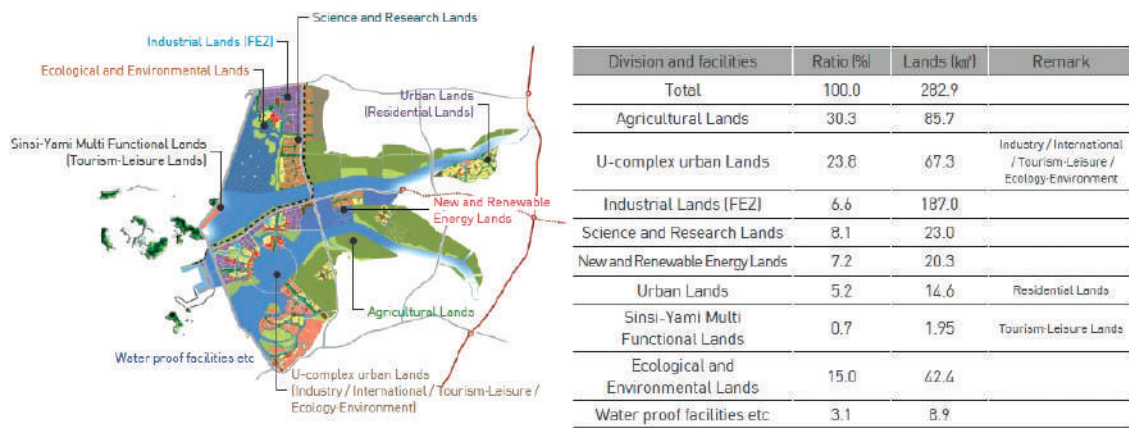 Science and Research Lands
Industrial Lands (FEZ)
Ecological and Environmental Lands
Urban Lands
(Residential Lands)
Sinsi-Yami Multi Functional Lands
(Tourism-Leisure Lands)
New and Renewable
Energy Lands
Agricultural Lands
Water proof facilities etc
U-complex urban Lands
(Industry / International / Tourism-Leisure /
Ecology-Environment)
Division and facilities Ratio (%) Lands (㎢) Remark
Total 100.0 282.9
Agricultural Lands 30.3 85.7
U-complex urban Lands 23.8 67.3 Industry / International
/ Tourism-Leisure /
Ecology-Environment
Industrial Lands (FEZ) 6.6 187.0
Science and Research Lands 8.1 23.0
New and Renewable Energy Lands 7.2 20.3
Urban Lands 5.2 14.6 Residential Lands
Sinsi-Yami Multi
Functional Lands 0.7 1.95 Tourism-Leisure Lands
Ecological and
Environmental Lands 15.0 42.4
Water proof facilities etc 3.1 8.9